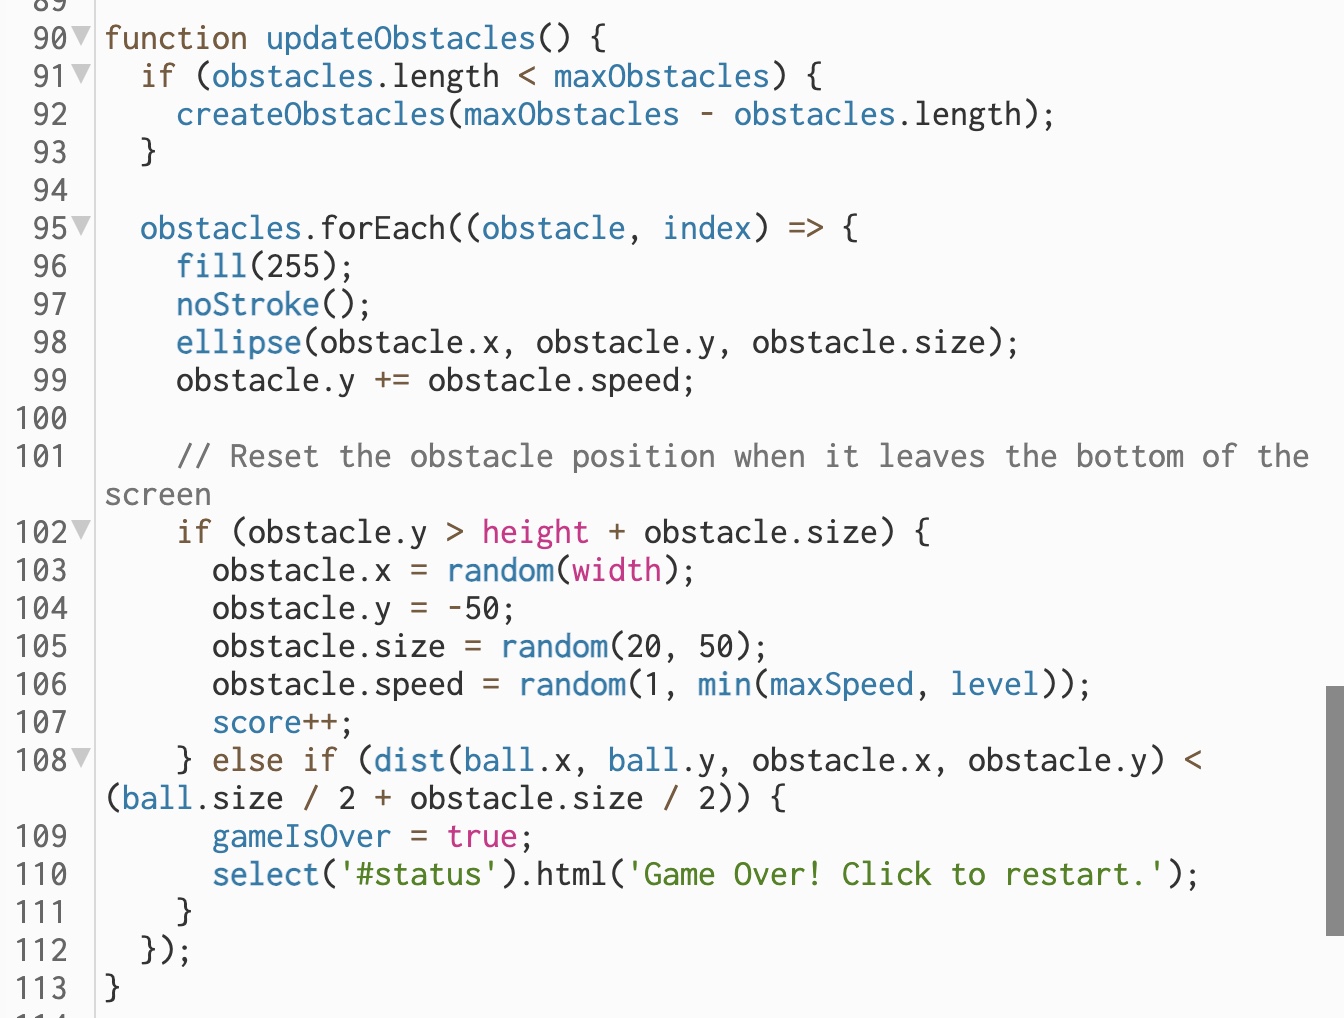 89
90 function updateObstacles() {
91 if (obstacles.length < maxObstacles) {
92 createObstacles(maxObstacles - obstacles.length);
93 }
94
95 obstacles.forEach((obstacle, index) => {
96 fill(255);
97 noStroke();
98 ellipse(obstacle.x, obstacle.y, obstacle.size);
99 obstacle.y += obstacle.speed;
100
101 // Reset the obstacle position when it leaves the bottom of the
screen
102 if (obstacle.y > height + obstacle.size) {
103 obstacle.x = random(width);
104 obstacle.y = -50;
105 obstacle.size = random(20, 50);
106 obstacle.speed = random(1, min(maxSpeed, level));
107 score++;
108 } else if (dist(ball.x, ball.y, obstacle.x, obstacle.y) <
(ball.size / 2 + obstacle.size / 2)) {
109 gameIsOver = true;
110 select('#status').html('Game Over! Click to restart.');
111 }
112 });
113 }
114